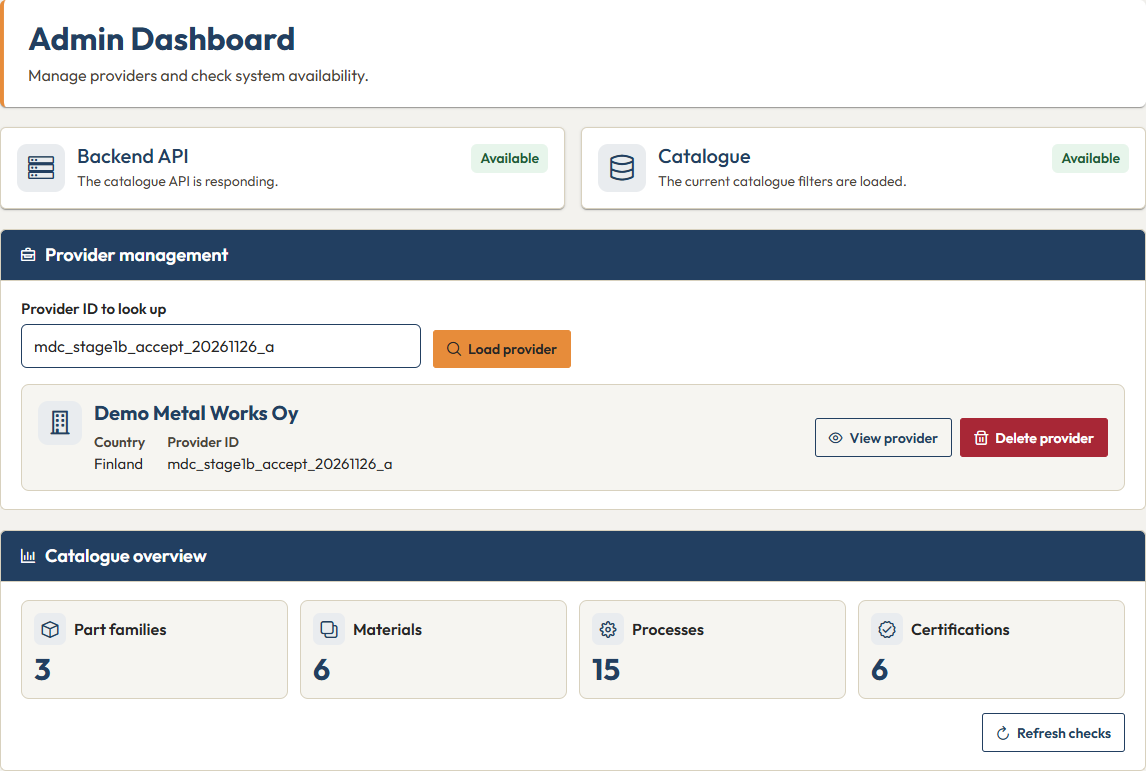 Admin Dashboard
Manage providers and check system availability.
Backend API
The catalogue API is responding.
Available
Catalogue
The current catalogue filters are loaded.
Available
Provider management
Provider ID to look up
mdc_stage1b_accept_20261126_a
Load provider
Demo Metal Works Oy
Country Provider ID
Finland mdc_stage1b_accept_20261126_a
View provider
Delete provider
Catalogue overview
Part families
3
Materials
6
Processes
15
Certifications
6
Refresh checks